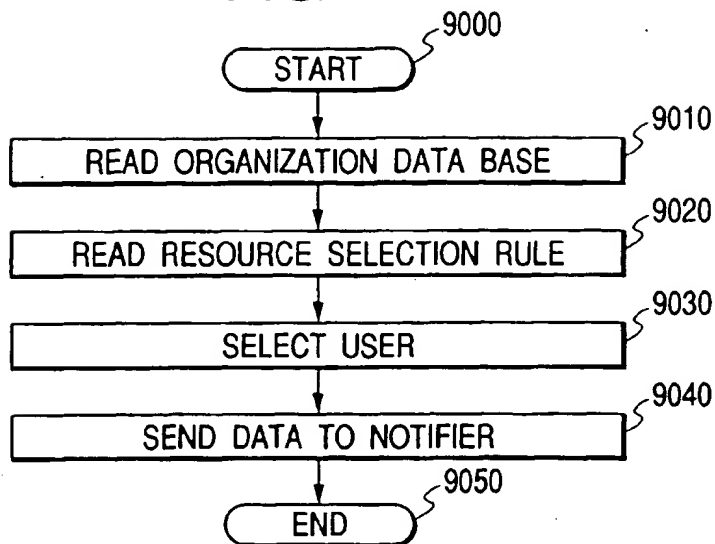 9000
START
9010
READ ORGANIZATION DATA BASE
9020
READ RESOURCE SELECTION RULE
9030
SELECT USER
9040
SEND DATA TO NOTIFIER
9050
END